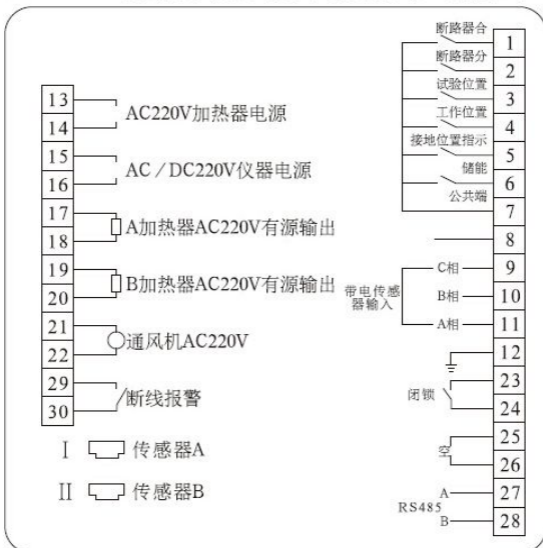 13
14
AC220V加热器电源
15
16
AC/DC220V仪器电源
17
18
A加热器AC220V有源输出
19
20
B加热器AC220V有源输出
21
22
通风机AC220V
29
30
断线报警
I 传感器A
II 传感器B
断路器合
1
断路器分
2
试验位置
3
工作位置
4
接地位置指示
5
储能
6
公共端
7
8
带电传感
器输入
C相
9
B相
10
A相
11
12
闭锁
23
24
空
25
26
RS485
A
27
B
28